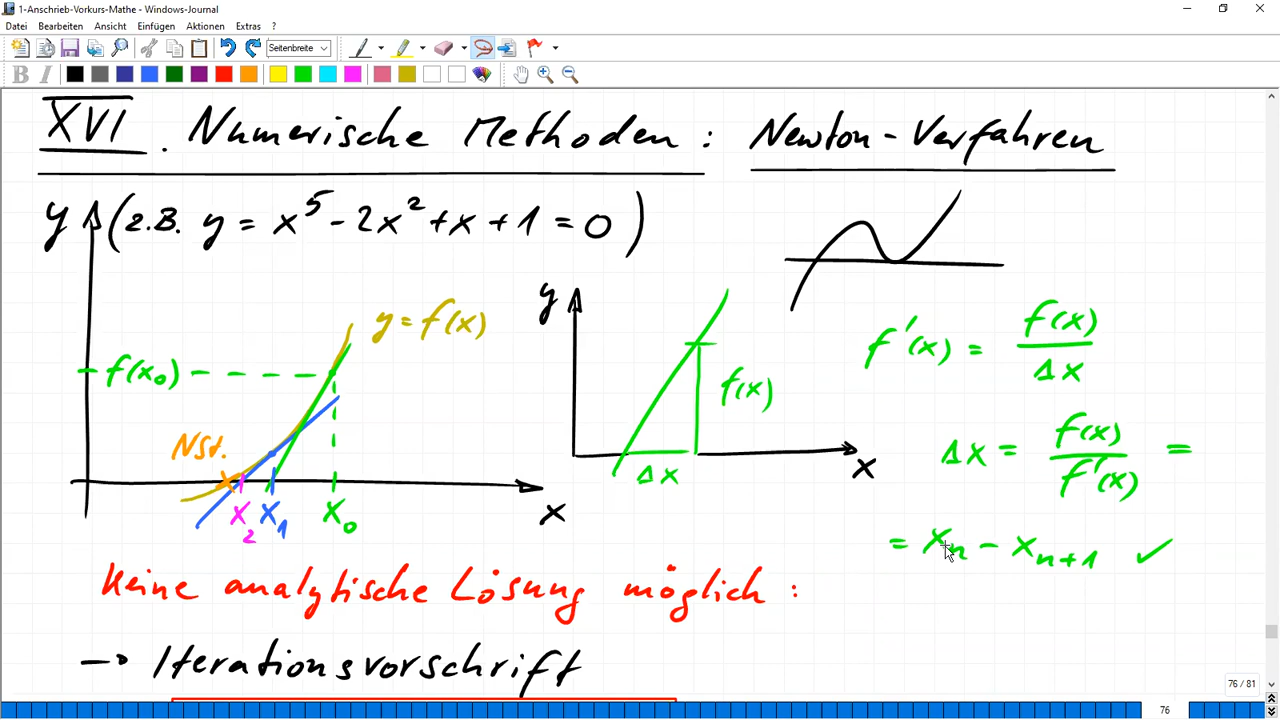 1-Anschrieb-Vorkurs-Mathe - Windows-Journal
Datei Bearbeiten Ansicht Einfügen Aktionen Extras ?
Seitenbreite
B I
XVI. Numerische Methoden: Newton-Verfahren
y (z.B. y = x⁵ - 2x² + x + 1 = 0)
y = f(x)
f(x₀)
NSt.
x₂ x₁ x₀ x
y
f(x)
Δx
x
f'(x) = f(x) / Δx
Δx = f(x) / f'(x) =
= xₙ - xₙ₊₁ ✓
Keine analytische Lösung möglich:
→ Iterationsvorschrift
76 / 81
76